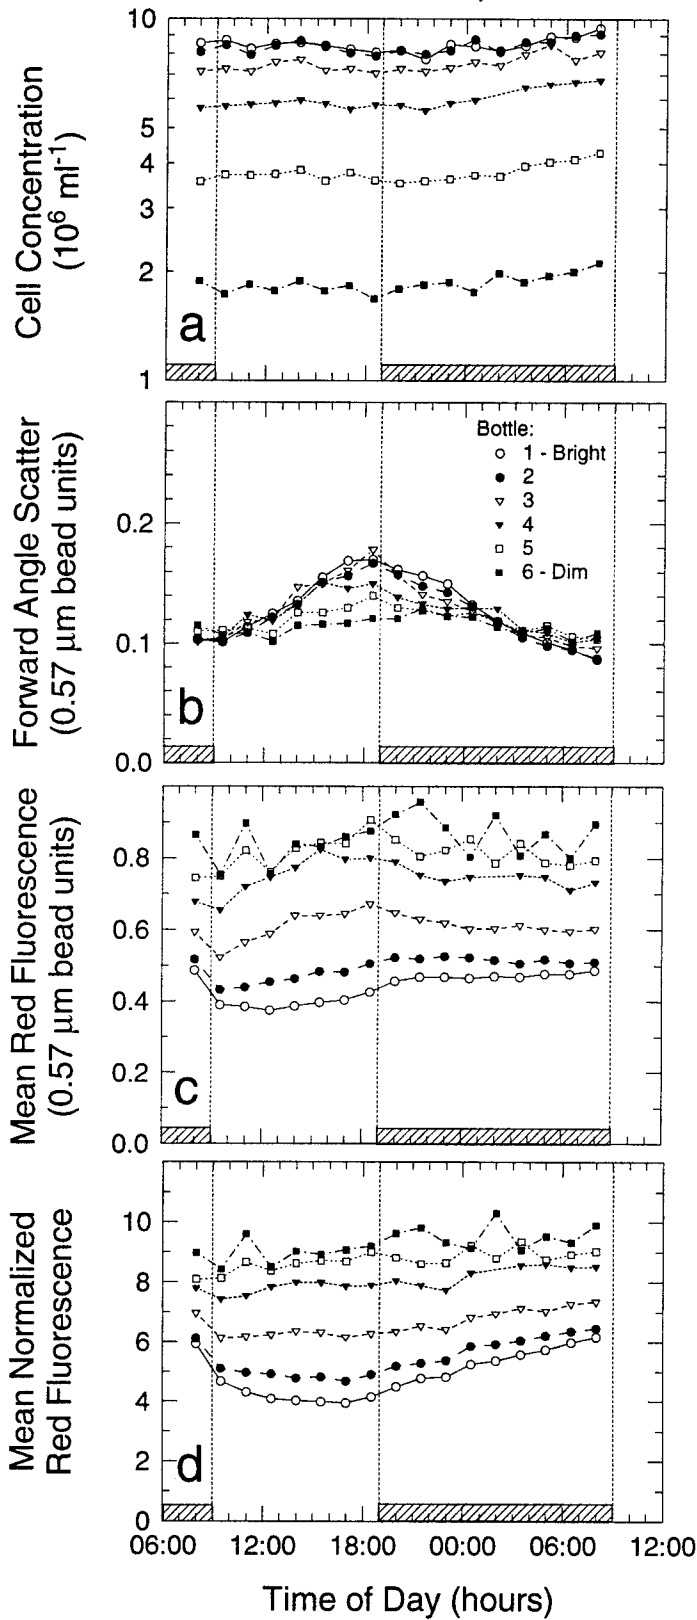 Cell Concentration
(10⁶ ml⁻¹)
10
5
4
3
2
1
a
Forward Angle Scatter
(0.57 µm bead units)
0.2
0.1
0.0
b
Bottle:
1 - Bright
2
3
4
5
6 - Dim
Mean Red Fluorescence
(0.57 µm bead units)
0.8
0.6
0.4
0.2
0.0
c
Mean Normalized
Red Fluorescence
10
8
6
4
2
0
d
06:00 12:00 18:00 00:00 06:00 12:00
Time of Day (hours)